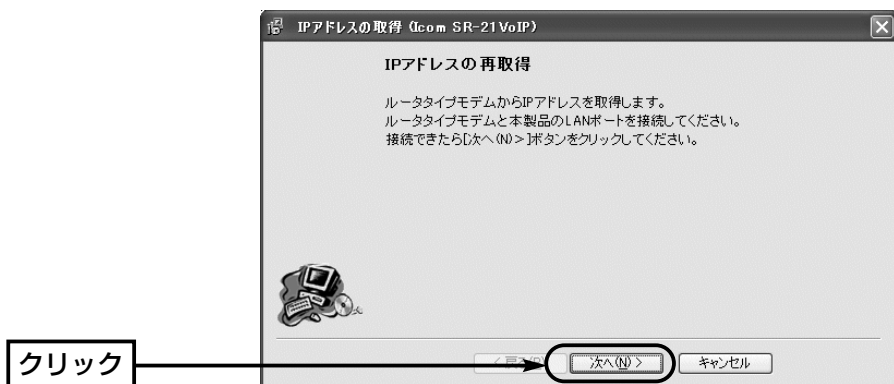 IPアドレスの取得 (Icom SR-21VoIP)
IPアドレスの再取得
ルータタイプモデムからIPアドレスを取得します。
ルータタイプモデムと本製品のLANポートを接続してください。
接続できたら[次へ(N)>]ボタンをクリックしてください。
クリック
次へ(N) >
キャンセル